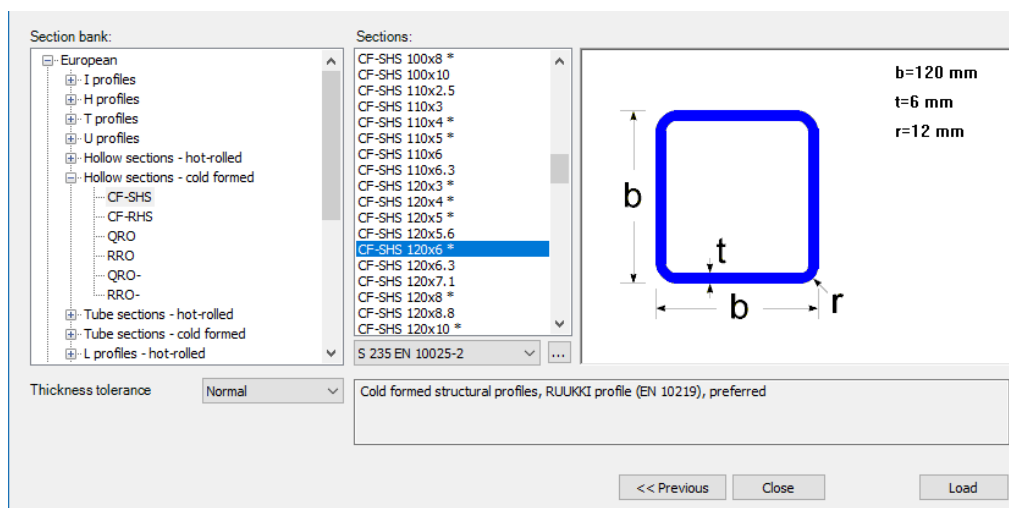 Section bank:
European
I profiles
H profiles
T profiles
U profiles
Hollow sections - hot-rolled
Hollow sections - cold formed
CF-SHS
CF-RHS
QRO
RRO
QRO-
RRO-
Tube sections - hot-rolled
Tube sections - cold formed
L profiles - hot-rolled
Sections:
CF-SHS 100x8 *
CF-SHS 100x10
CF-SHS 110x2.5
CF-SHS 110x3
CF-SHS 110x4 *
CF-SHS 110x5 *
CF-SHS 110x6
CF-SHS 110x6.3
CF-SHS 120x3 *
CF-SHS 120x4 *
CF-SHS 120x5 *
CF-SHS 120x5.6
CF-SHS 120x6 *
CF-SHS 120x6.3
CF-SHS 120x7.1
CF-SHS 120x8 *
CF-SHS 120x8.8
CF-SHS 120x10 *
S 235 EN 10025-2
...
b=120 mm
t=6 mm
r=12 mm
b
t
b
r
Thickness tolerance
Normal
Cold formed structural profiles, RUUKKI profile (EN 10219), preferred
<< Previous
Close
Load